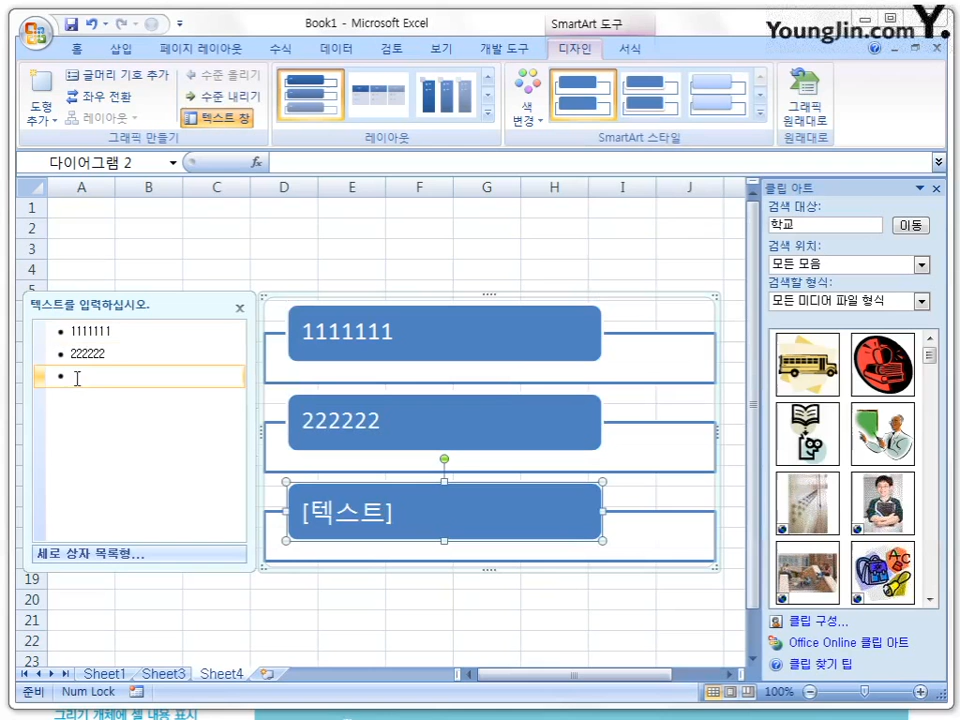 Book1 - Microsoft Excel
SmartArt 도구
Younglin.com Y.
홈 삽입 페이지 레이아웃 수식 데이터 검토 보기 개발 도구 디자인 서식
도형 추가
글머리 기호 추가
좌우 전환
레이아웃
수준 올리기
수준 내리기
텍스트 창
색 변경
그래픽 원래대로
그래픽 만들기 레이아웃 SmartArt 스타일 원래대로
다이어그램 2 fx
A B C D E F G H I J
1
2
3
4
5
텍스트를 입력하십시오.
1111111
222222
세로 상자 목록형...
1111111
222222
[텍스트]
19
20
21
22
23
클립 아트
검색 대상:
학교 이동
검색 위치:
모든 모음
검색할 형식:
모든 미디어 파일 형식
A B C
클립 구성...
Office Online 클립 아트
클립 찾기 팁
Sheet1 Sheet3 Sheet4
준비 Num Lock 100%
그리기 개체에 셀 내용 표시